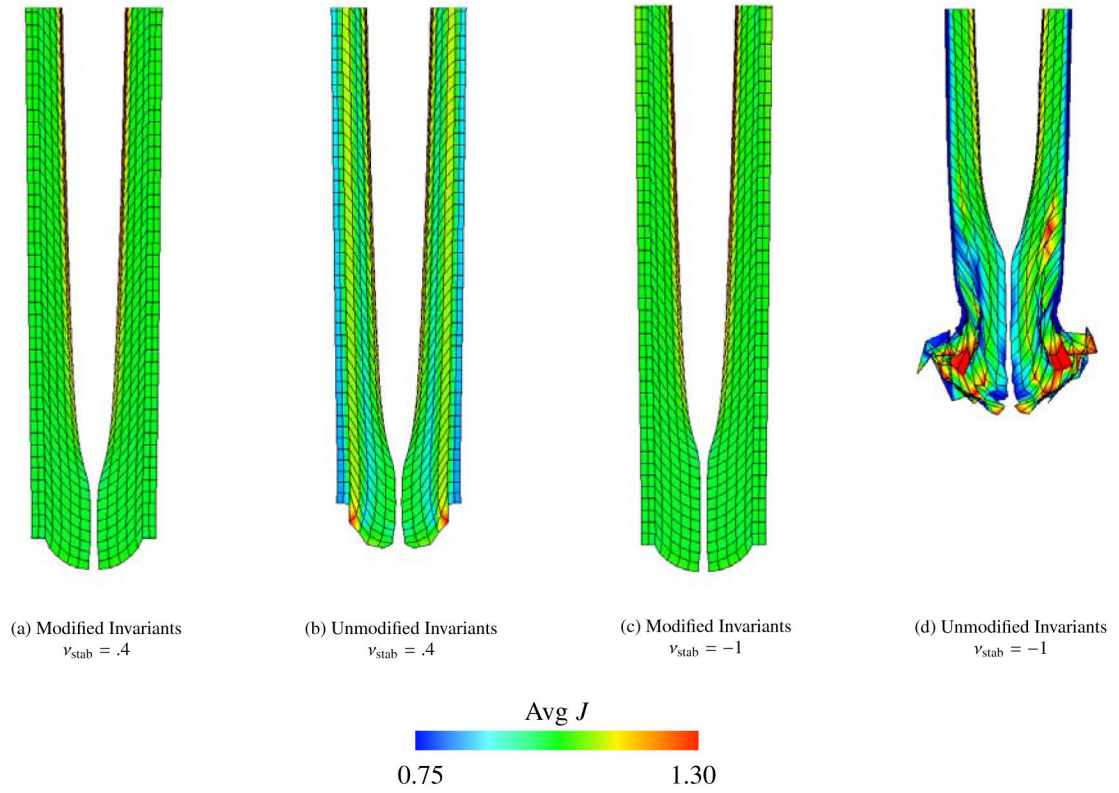 (a) Modified Invariants
νstab = .4
(b) Unmodified Invariants
νstab = .4
(c) Modified Invariants
νstab = −1
(d) Unmodified Invariants
νstab = −1
Avg J
0.75 1.30